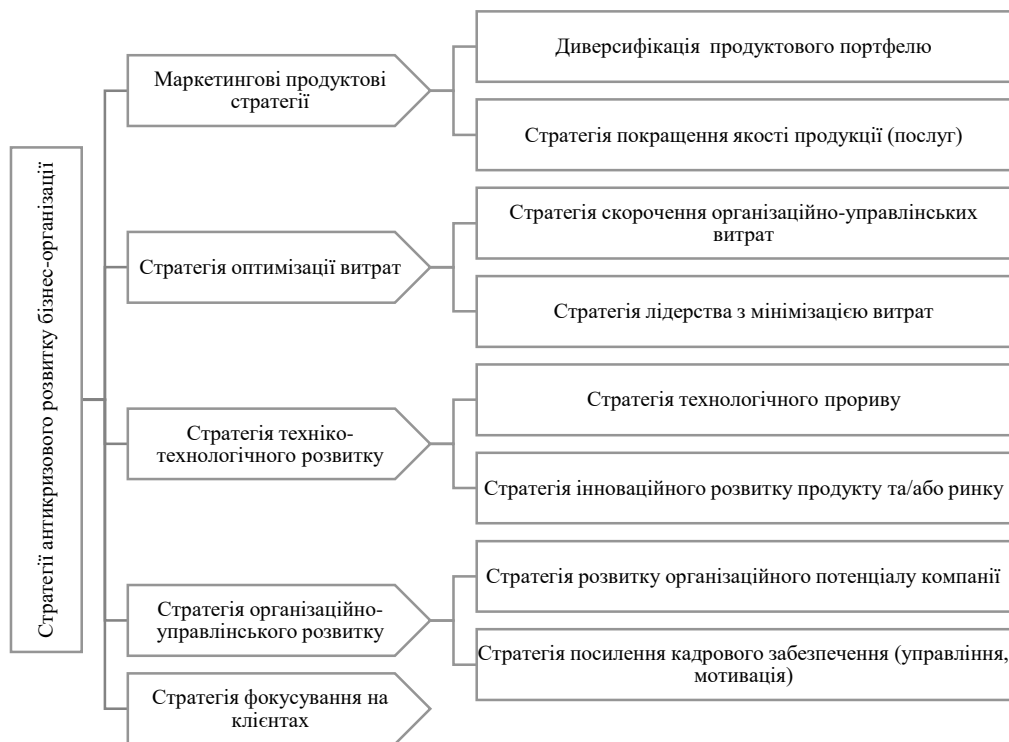 Стратегії антикризового розвитку бізнес-організації
Маркетингові продуктові
стратегії
Диверсифікація продуктового портфелю
Стратегія покращення якості продукції (послуг)
Стратегія оптимізації витрат
Стратегія скорочення організаційно-управлінських
витрат
Стратегія лідерства з мінімізацією витрат
Стратегія техніко-
технологічного розвитку
Стратегія технологічного прориву
Стратегія інноваційного розвитку продукту та/або ринку
Стратегія організаційно-
управлінського розвитку
Стратегія розвитку організаційного потенціалу компанії
Стратегія посилення кадрового забезпечення (управління,
мотивація)
Стратегія фокусування на
клієнтах